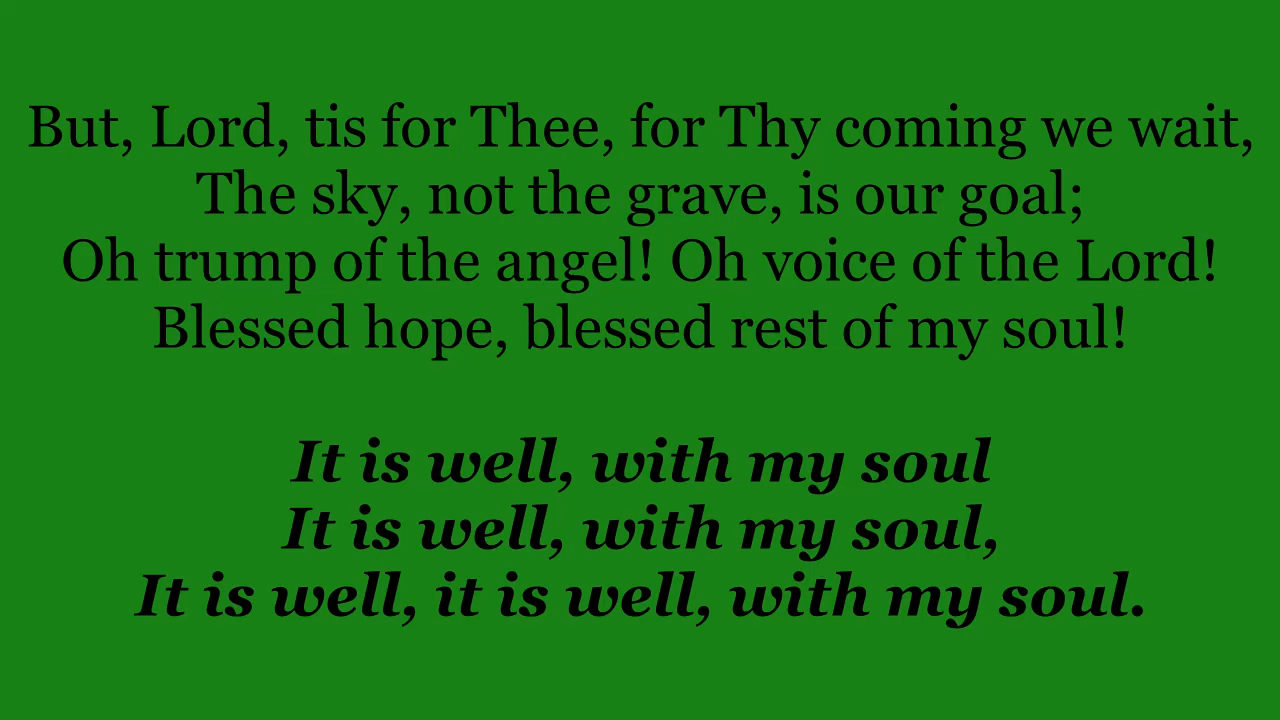 But, Lord, tis for Thee, for Thy coming we wait,
The sky, not the grave, is our goal;
Oh trump of the angel! Oh voice of the Lord!
Blessed hope, blessed rest of my soul!
It is well, with my soul
It is well, with my soul,
It is well, it is well, with my soul.